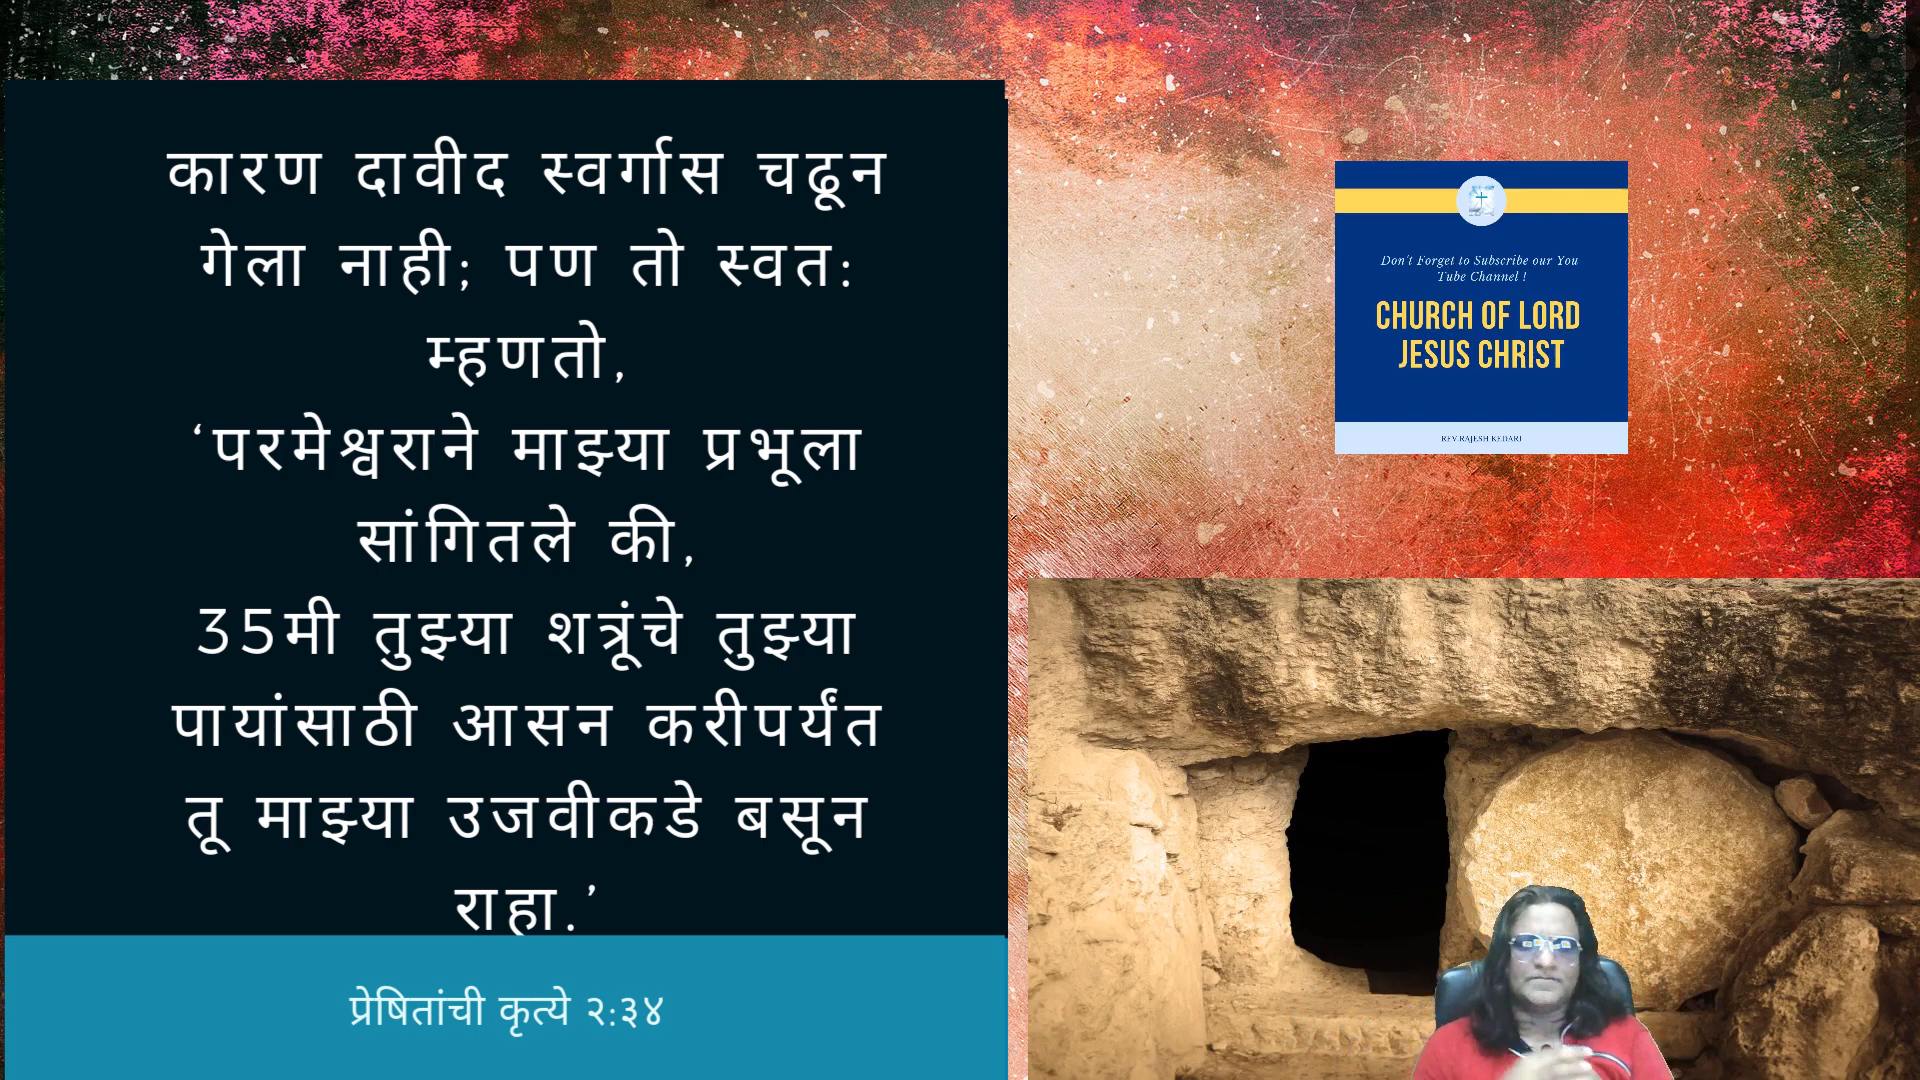 कारण दावीद स्वर्गास चढून
गेला नाही; पण तो स्वत:
म्हणतो,
‘परमेश्वराने माझ्या प्रभूला
सांगितले की,
35मी तुझ्या शत्रूंचे तुझ्या
पायांसाठी आसन करीपर्यंत
तू माझ्या उजवीकडे बसून
राहा.’
प्रेषितांची कृत्ये २:३४
Don't Forget to Subscribe our You
Tube Channel !
CHURCH OF LORD
JESUS CHRIST
REV.RAJESH KEDARI